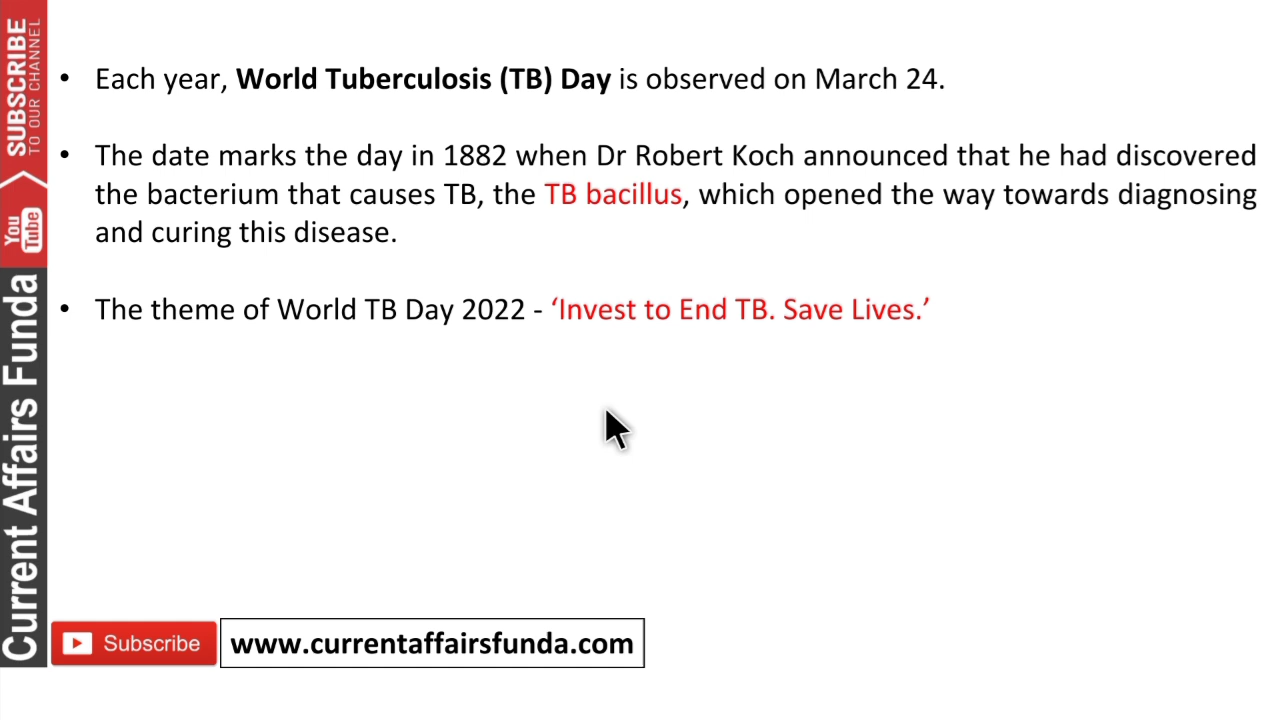 • Each year, World Tuberculosis (TB) Day is observed on March 24.
• The date marks the day in 1882 when Dr Robert Koch announced that he had discovered
the bacterium that causes TB, the TB bacillus, which opened the way towards diagnosing
and curing this disease.
• The theme of World TB Day 2022 - ‘Invest to End TB. Save Lives.’
SUBSCRIBE
TO OUR CHANNEL
You
Tube
Current Affairs Funda
Subscribe
www.currentaffairsfunda.com